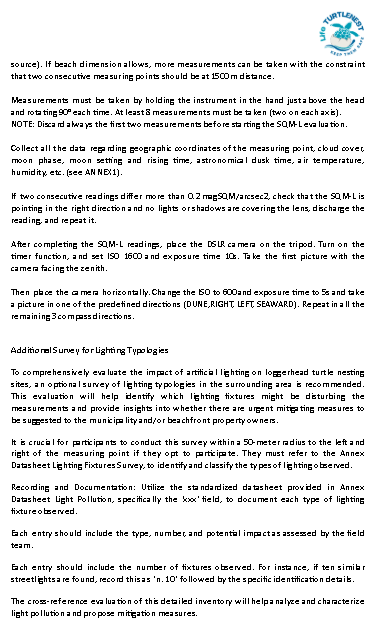 Life TURTLENEST
KEEP THEM SAFE
source). If beach dimension allows, more measurements can be taken with the constraint
that two consecutive measuring points should be at 1500m distance.
Measurements must be taken by holding the instrument in the hand just above the head
and rotating 90° each time. At least 8 measurements must be taken (two on each axis).
NOTE: Discard always the first two measurements before starting the SQM-L evaluation.
Collect all the data regarding geographic coordinates of the measuring point, cloud cover,
moon phase, moon setting and rising time, astronomical dusk time, air temperature,
humidity, etc. (see ANNEX1).
If two consecutive readings differ more than 0.2 magSQM/arcsec2, check that the SQM-L is
pointing in the right direction and no lights or shadows are covering the lens, discharge the
reading, and repeat it.
After completing the SQM-L readings, place the DSLR camera on the tripod. Turn on the
timer function, and set ISO 1600 and exposure time 10s. Take the first picture with the
camera facing the zenith.
Then place the camera horizontally. Change the ISO to 600 and exposure time to 5s and take
a picture in one of the predefined directions (DUNE,RIGHT, LEFT, SEAWARD). Repeat in all the
remaining 3 compass directions.
Additional Survey for Lighting Typologies
To comprehensively evaluate the impact of artificial lighting on loggerhead turtle nesting
sites, an optional survey of lighting typologies in the surrounding area is recommended.
This evaluation will help identify which lighting fixtures might be disturbing the
measurements and provide insights into whether there are urgent mitigating measures to
be suggested to the municipality and/or beachfront property owners.
It is crucial for participants to conduct this survey within a 50-meter radius to the left and
right of the measuring point if they opt to participate. They must refer to the Annex
Datasheet Lighting Fixtures Survey, to identify and classify the types of lighting observed.
Recording and Documentation: Utilize the standardized datasheet provided in Annex
Datasheet Light Pollution, specifically the 'xxx' field, to document each type of lighting
fixture observed.
Each entry should include the type, number, and potential impact as assessed by the field
team.
Each entry should include the number of fixtures observed. For instance, if ten similar
streetlights are found, record this as 'n. 10' followed by the specific identification details.
The cross-reference evaluation of this detailed inventory will help analyze and characterize
light pollution and propose mitigation measures.